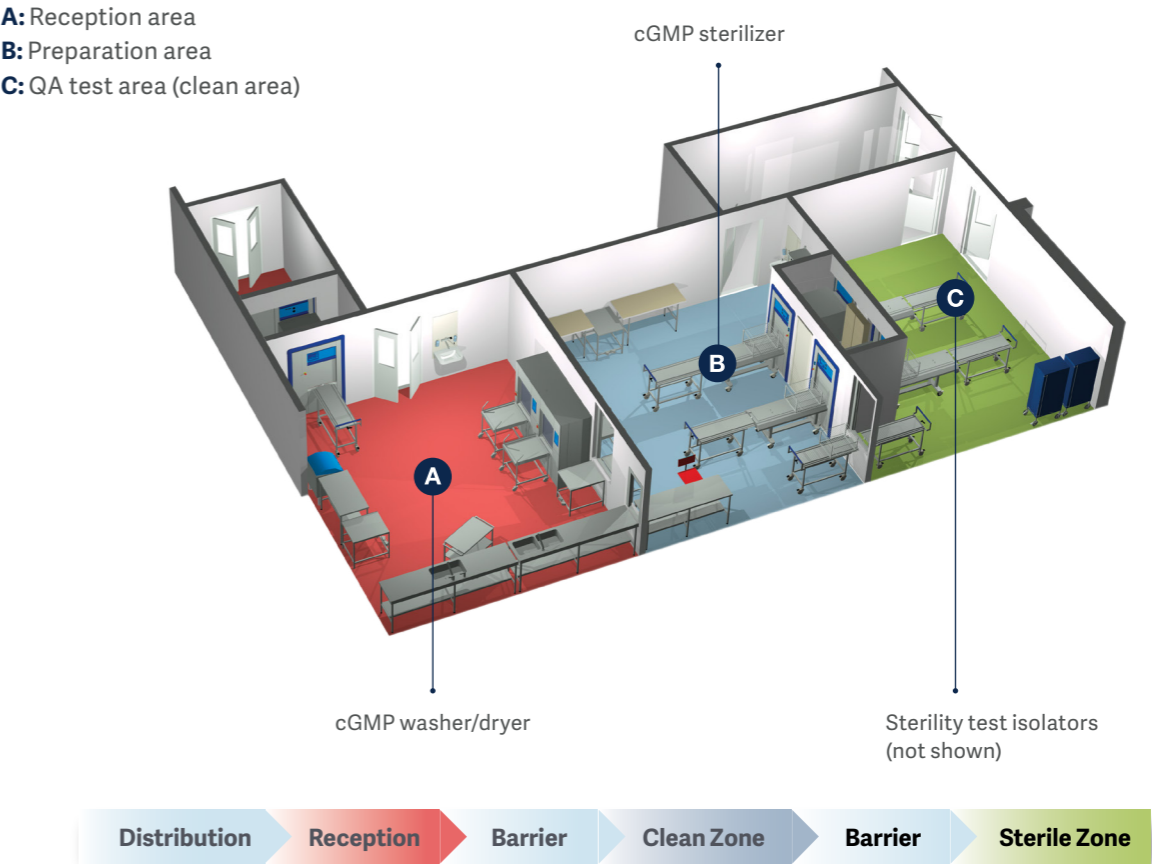 A: Reception area
B: Preparation area
C: QA test area (clean area)
cGMP sterilizer
C
B
A
cGMP washer/dryer
Sterility test isolators
(not shown)
Distribution
Reception
Barrier
Clean Zone
Barrier
Sterile Zone